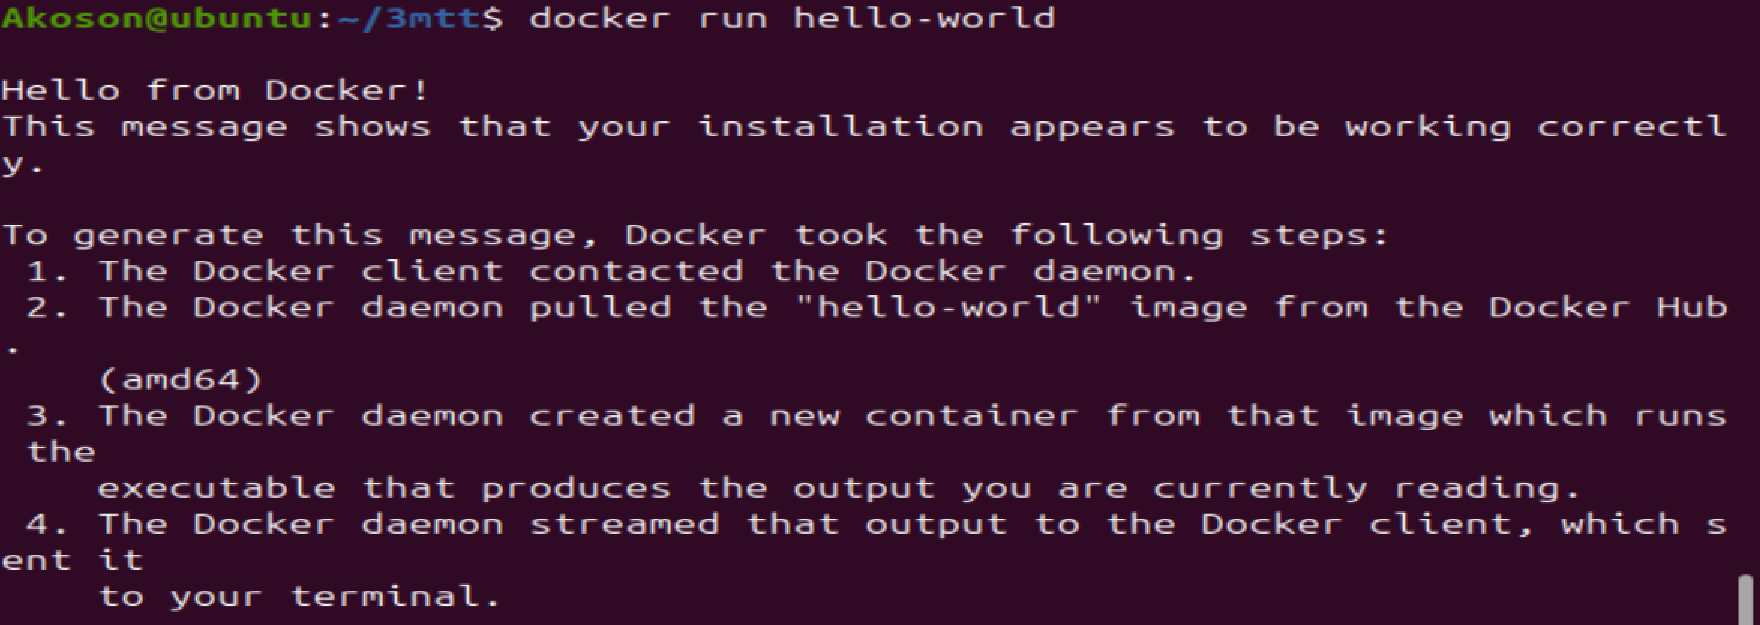 Akoson@ubuntu:~/3mtt$ docker run hello-world
Hello from Docker!
This message shows that your installation appears to be working correctl
y.
To generate this message, Docker took the following steps:
1. The Docker client contacted the Docker daemon.
2. The Docker daemon pulled the "hello-world" image from the Docker Hub
.
(amd64)
3. The Docker daemon created a new container from that image which runs
the
executable that produces the output you are currently reading.
4. The Docker daemon streamed that output to the Docker client, which s
ent it
to your terminal.